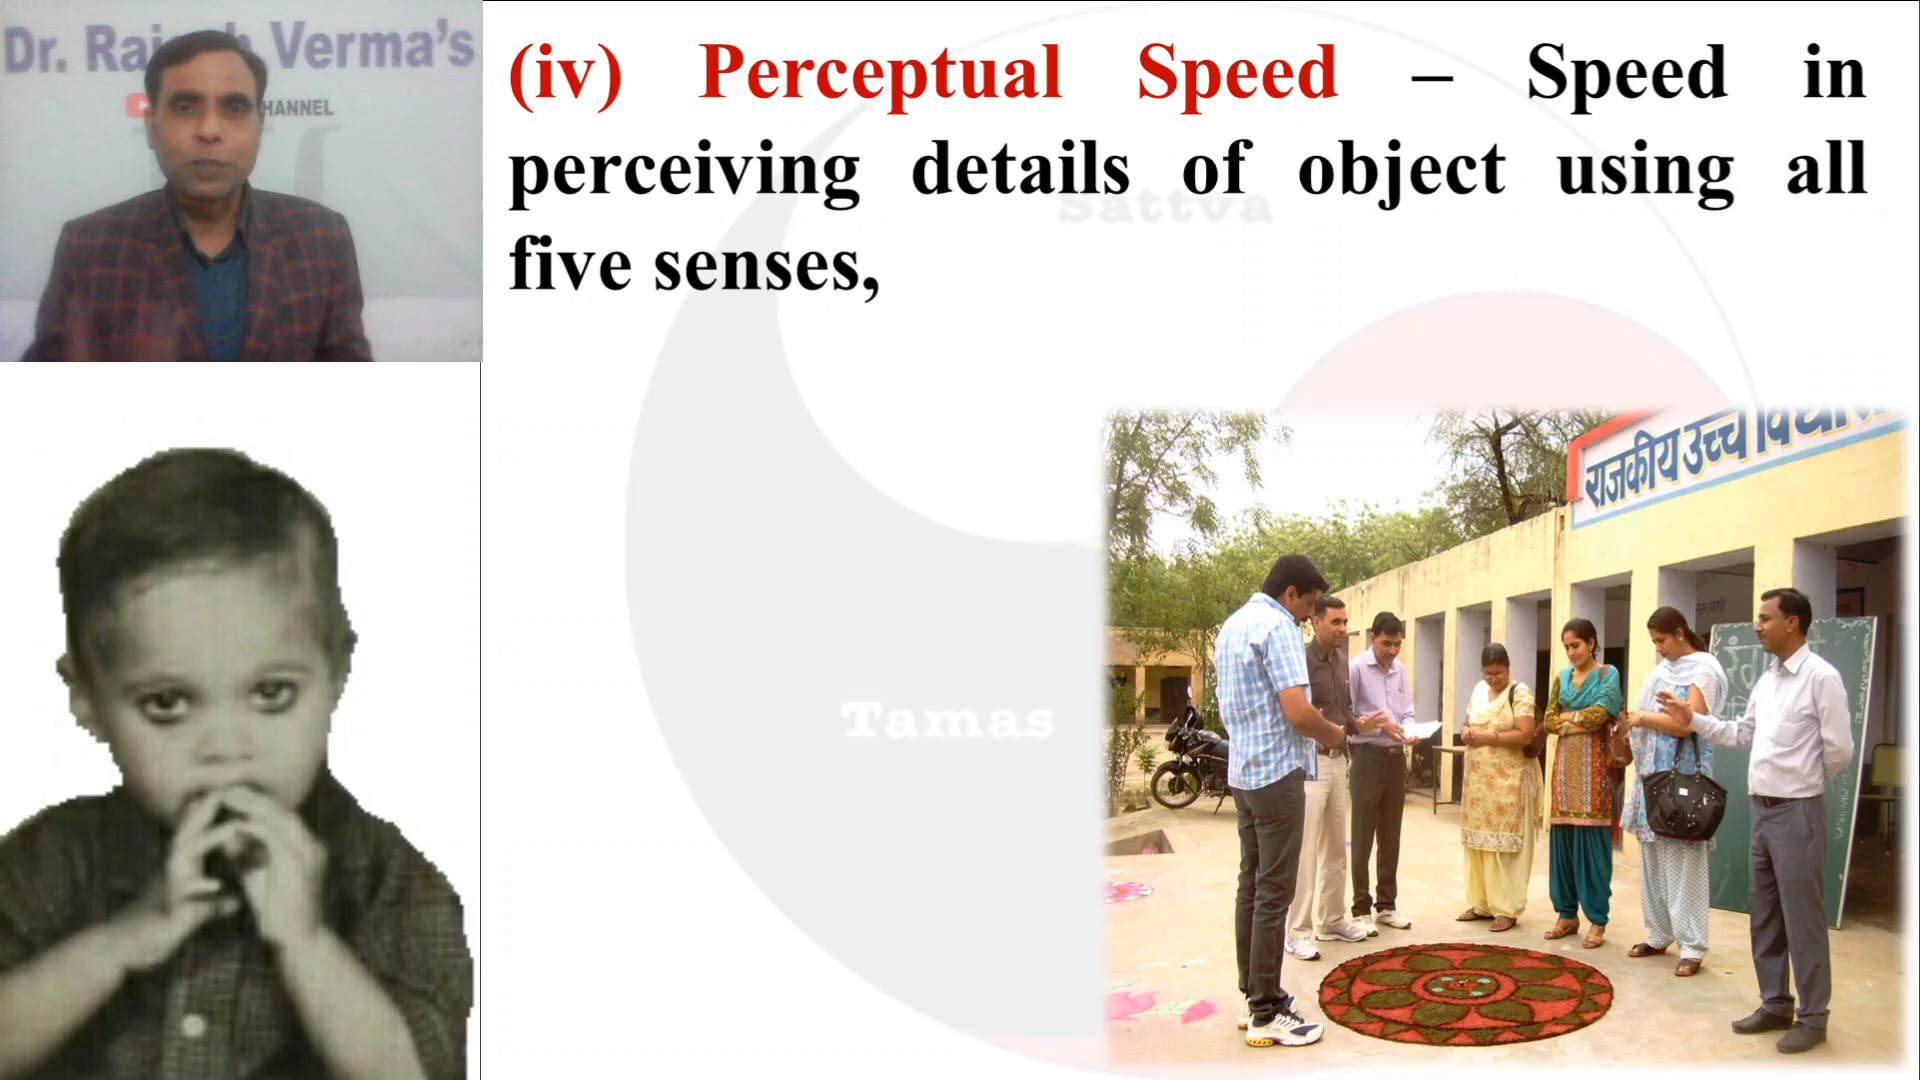 Dr. Raj Verma's
HANNEL
(iv) Perceptual Speed – Speed in
perceiving details of object using all
five senses,
Sattva
Tamas
राजकीय उच्च